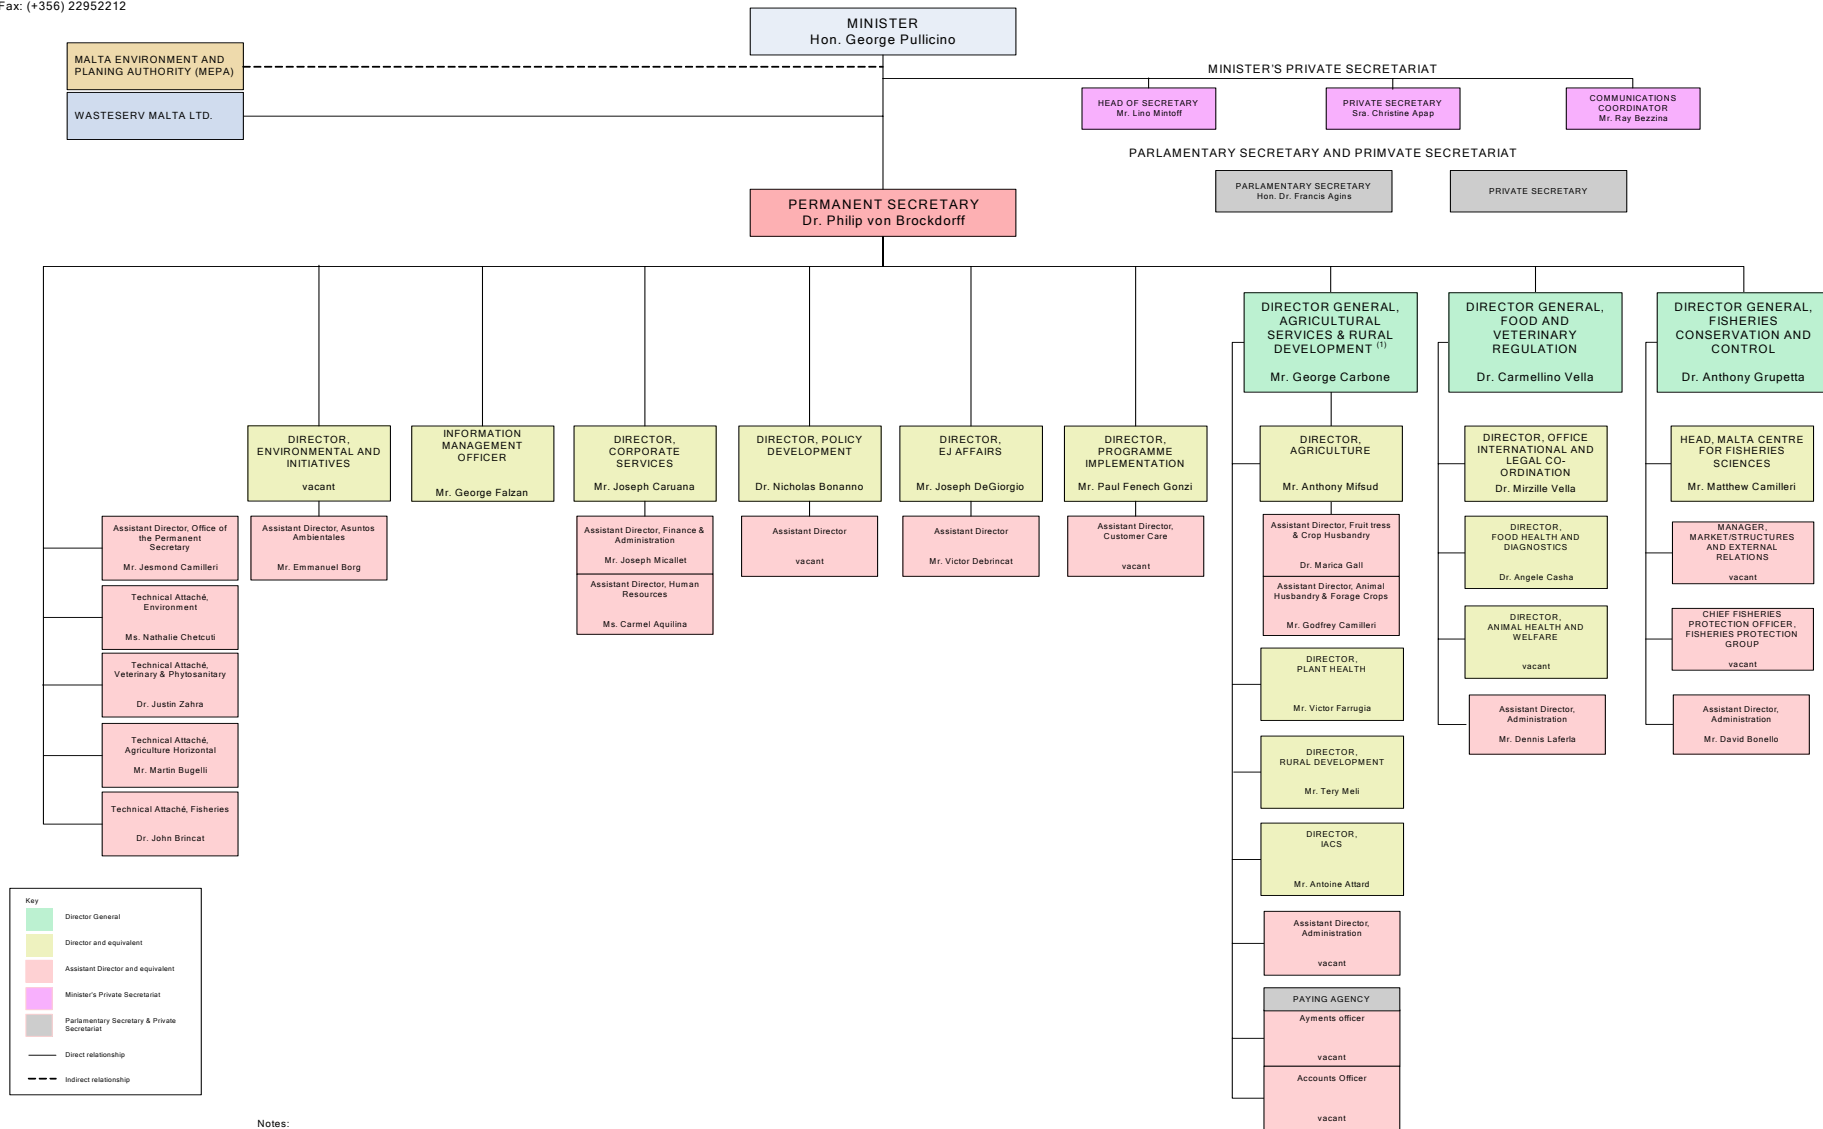 Fax: (+356) 22952212
MINISTER
Hon. George Pullicino
MALTA ENVIRONMENT AND
PLANING AUTHORITY (MEPA)
WASTESERV MALTA LTD.
MINISTER'S PRIVATE SECRETARIAT
HEAD OF SECRETARY
Mr. Lino Mintoff
PRIVATE SECRETARY
Sra. Christine Apap
COMMUNICATIONS
COORDINATOR
Mr. Ray Bezzina
PARLAMENTARY SECRETARY AND PRIMVATE SECRETARIAT
PARLAMENTARY SECRETARY
Hon. Dr. Francis Agins
PRIVATE SECRETARY
PERMANENT SECRETARY
Dr. Philip von Brockdorff
DIRECTOR GENERAL,
AGRICULTURAL
SERVICES & RURAL
DEVELOPMENT (1)
Mr. George Carbone
DIRECTOR GENERAL,
FOOD AND
VETERINARY
REGULATION
Dr. Carmellino Vella
DIRECTOR GENERAL,
FISHERIES
CONSERVATION AND
CONTROL
Dr. Anthony Grupetta
DIRECTOR,
ENVIRONMENTAL AND
INITIATIVES
vacant
INFORMATION
MANAGEMENT
OFFICER
Mr. George Falzan
DIRECTOR,
CORPORATE
SERVICES
Mr. Joseph Caruana
DIRECTOR, POLICY
DEVELOPMENT
Dr. Nicholas Bonanno
DIRECTOR,
EJ AFFAIRS
Mr. Joseph DeGiorgio
DIRECTOR,
PROGRAMME
IMPLEMENTATION
Mr. Paul Fenech Gonzi
DIRECTOR,
AGRICULTURE
Mr. Anthony Mifsud
DIRECTOR, OFFICE
INTERNATIONAL AND
LEGAL CO-
ORDINATION
Dr. Mirzille Vella
HEAD, MALTA CENTRE
FOR FISHERIES
SCIENCES
Mr. Matthew Camilleri
Assistant Director, Office of
the Permanent
Secretary
Mr. Jesmond Camilleri
Assistant Director, Asuntos
Ambientales
Mr. Emmanuel Borg
Assistant Director, Finance &
Administration
Mr. Joseph Micallet
Assistant Director, Human
Resources
Ms. Carmel Aquilina
Assistant Director
vacant
Assistant Director
Mr. Victor Debrincat
Assistant Director,
Customer Care
vacant
Assistant Director, Fruit tress
& Crop Husbandry
Dr. Marica Gall
Assistant Director, Animal
Husbandry & Forage Crops
Mr. Godfrey Camilleri
DIRECTOR,
FOOD HEALTH AND
DIAGNOSTICS
Dr. Angele Casha
MANAGER,
MARKET/STRUCTURES
AND EXTERNAL
RELATIONS
vacant
Technical Attaché,
Environment
Ms. Nathalie Chetcuti
DIRECTOR,
ANIMAL HEALTH AND
WELFARE
vacant
CHIEF FISHERIES
PROTECTION OFFICER,
FISHERIES PROTECTION
GROUP
vacant
Technical Attaché,
Veterinary & Phytosanitary
Dr. Justin Zahra
DIRECTOR,
PLANT HEALTH
Mr. Victor Farrugia
Assistant Director,
Administration
Mr. Dennis Laferla
Assistant Director,
Administration
Mr. David Bonello
Technical Attaché,
Agriculture Horizontal
Mr. Martin Bugelli
DIRECTOR,
RURAL DEVELOPMENT
Mr. Tery Meli
Technical Attaché, Fisheries
Dr. John Brincat
DIRECTOR,
IACS
Mr. Antoine Attard
Assistant Director,
Administration
vacant
PAYING AGENCY
Ayments officer
vacant
Accounts Officer
vacant
Key
Director General
Director and equivalent
Assistant Director and equivalent
Minister's Private Secretariat
Parlamentary Secretary & Private
Secretariat
Direct relationship
Indirect relationship
Notes: